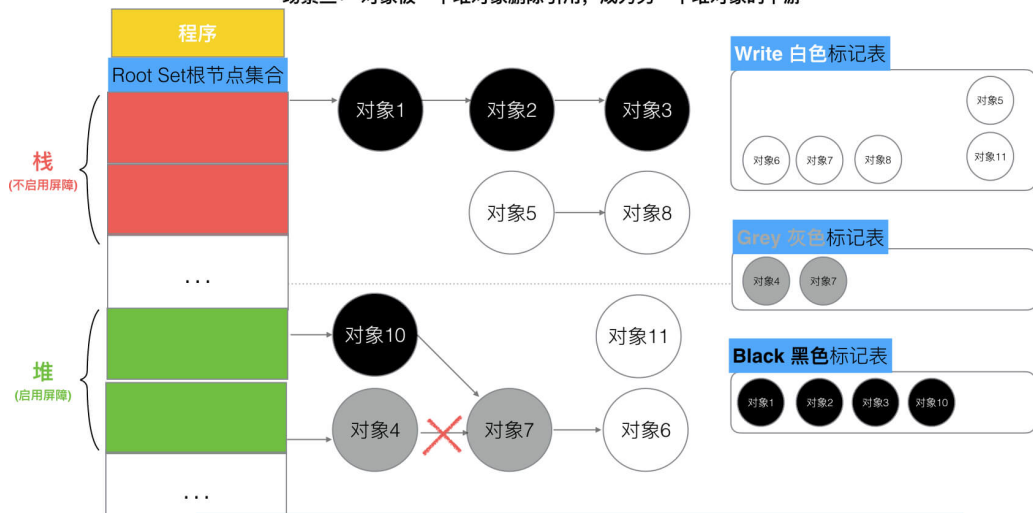 程序
Root Set根节点集合
栈
(不启用屏障)
...
堆
(启用屏障)
...
对象1
对象2
对象3
对象5
对象8
对象10
对象11
对象4
对象7
对象6
Write 白色标记表
对象5
对象6
对象7
对象8
对象11
Grey 灰色标记表
对象4
对象7
Black 黑色标记表
对象1
对象2
对象3
对象10